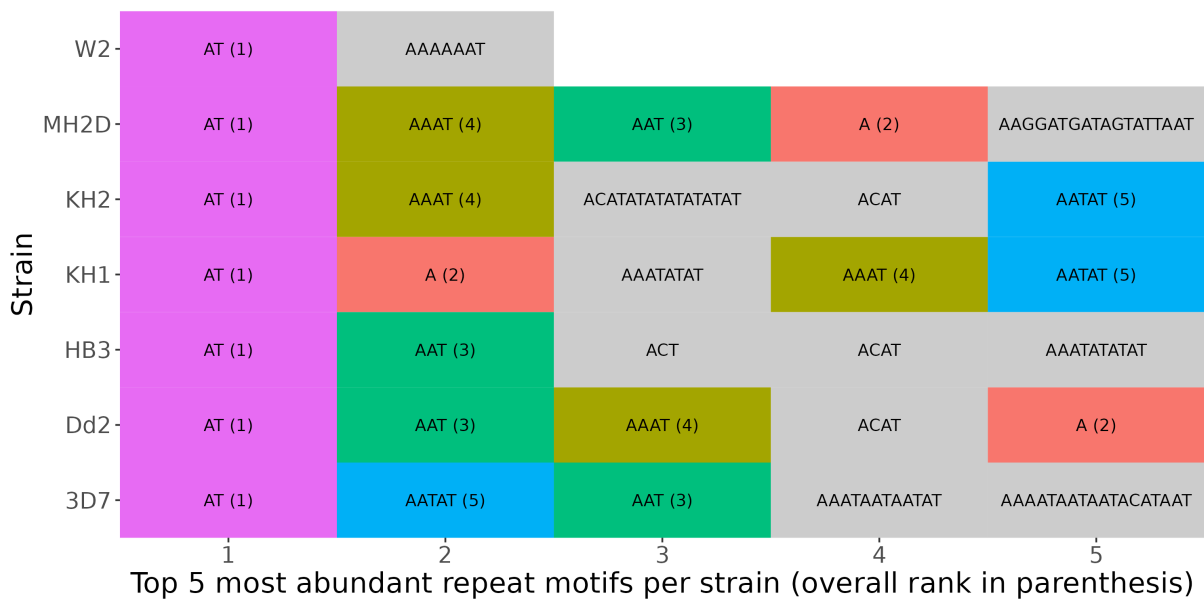 W2
AT (1)
AAAAAAT
MH2D
AT (1)
AAAT (4)
AAT (3)
A (2)
AAGGATGATAGTATTAAT
KH2
AT (1)
AAAT (4)
ACATATATATATATAT
ACAT
AATAT (5)
KH1
AT (1)
A (2)
AAATATAT
AAAT (4)
AATAT (5)
HB3
AT (1)
AAT (3)
ACT
ACAT
AAATATATAT
Dd2
AT (1)
AAT (3)
AAAT (4)
ACAT
A (2)
3D7
AT (1)
AATAT (5)
AAT (3)
AAATAATAATAT
AAAATAATAATACATAAT
Strain
1
2
3
4
5
Top 5 most abundant repeat motifs per strain (overall rank in parenthesis)